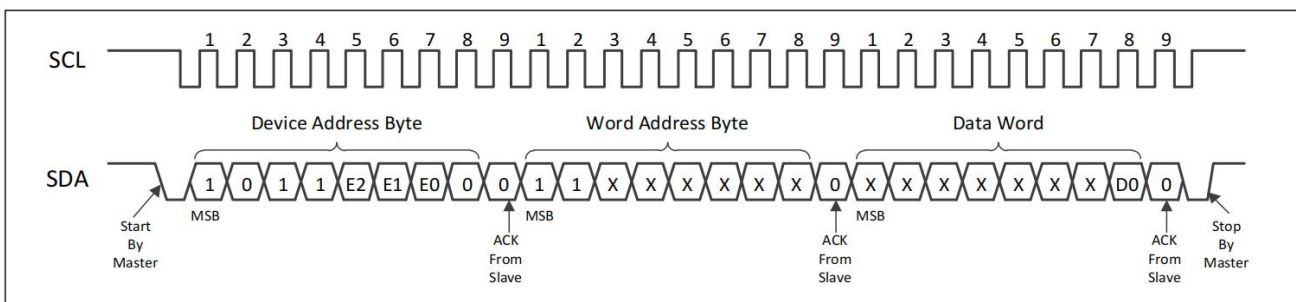 SCL 1 2 3 4 5 6 7 8 9 1 2 3 4 5 6 7 8 9 1 2 3 4 5 6 7 8 9
Device Address Byte Word Address Byte Data Word
SDA 1 0 1 1 E2 E1 E0 0 0 1 1 X X X X X X 0 X X X X X X X D0 0
MSB MSB MSB
Start
By
Master
ACK
From
Slave
ACK
From
Slave
ACK
From
Slave
Stop
By
Master